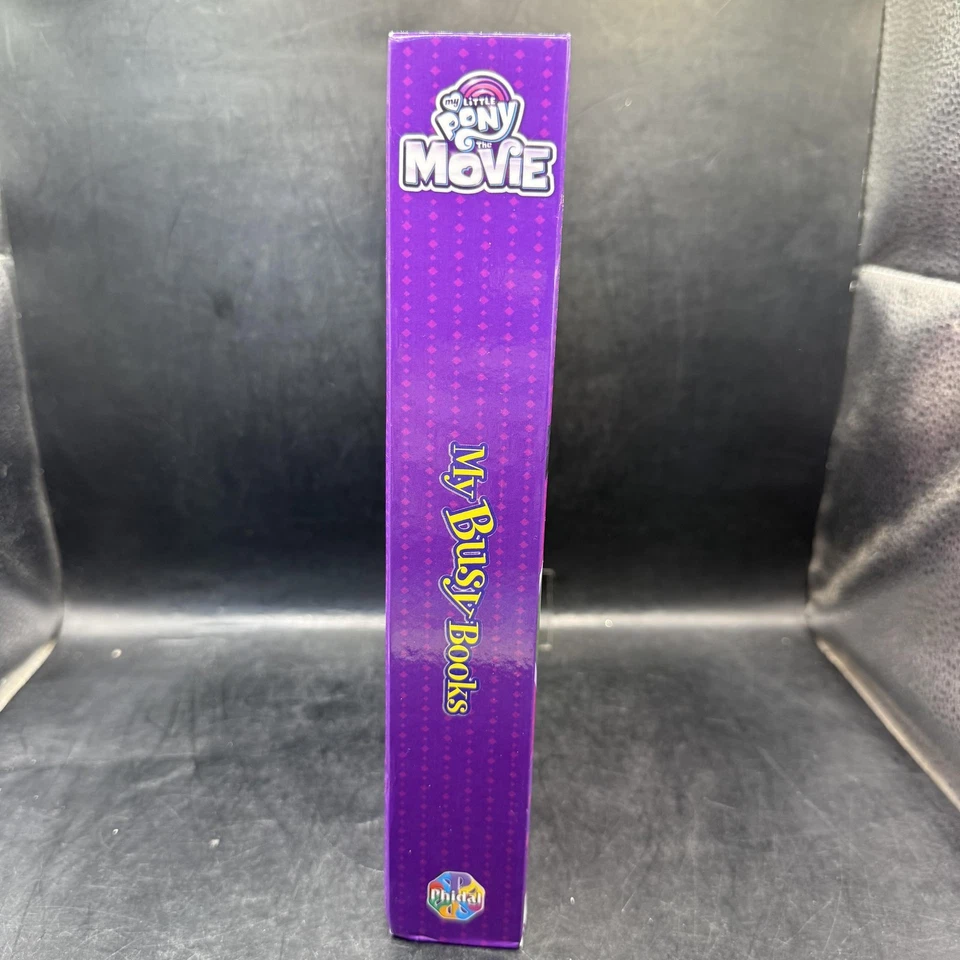 my LiTTLE
PONY
The
MOViE
My Busy Books
Phidal